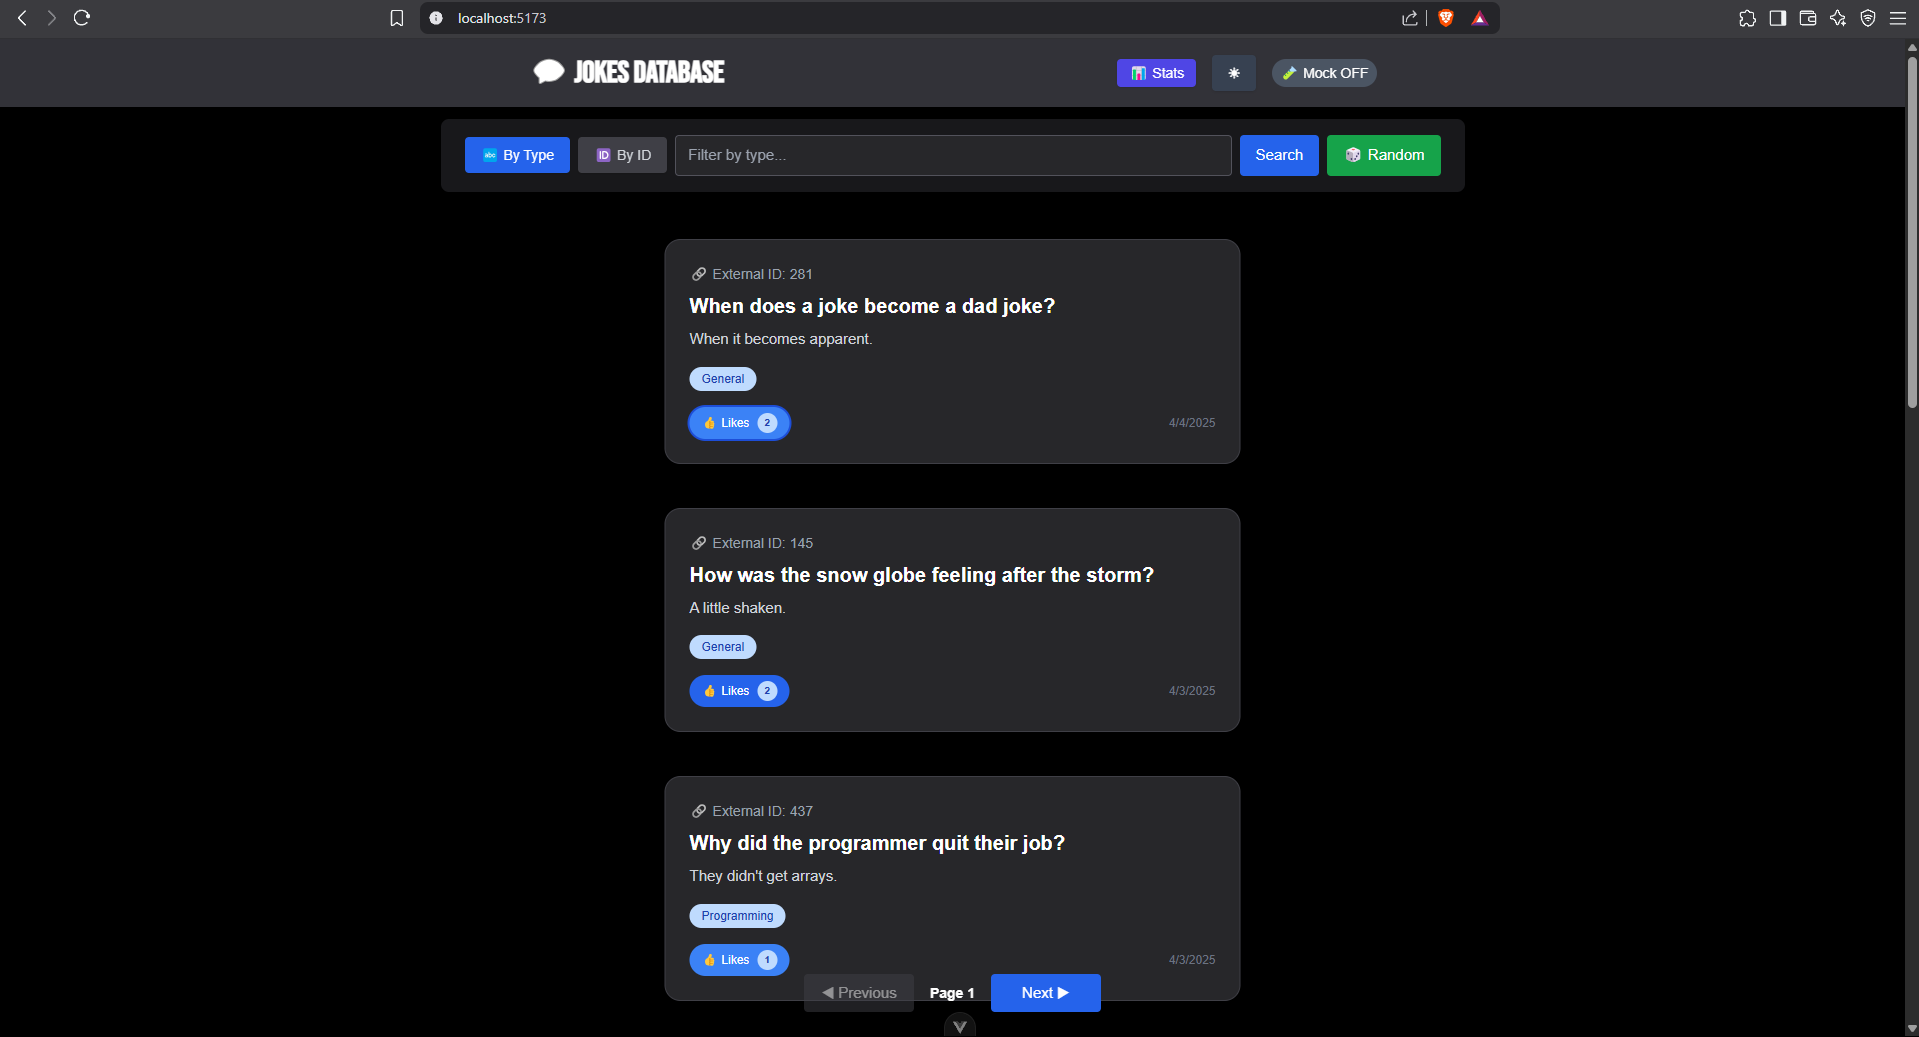 localhost:5173
JOKES DATABASE
Stats
Mock OFF
abc By Type
ID By ID
Filter by type...
Search
Random
External ID: 281
When does a joke become a dad joke?
When it becomes apparent.
General
Likes 2
4/4/2025
External ID: 145
How was the snow globe feeling after the storm?
A little shaken.
General
Likes 2
4/3/2025
External ID: 437
Why did the programmer quit their job?
They didn't get arrays.
Programming
Likes 1
4/3/2025
◀ Previous
Page 1
Next ▶